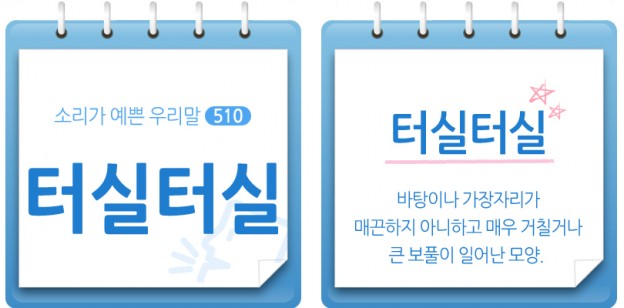 소리가 예쁜 우리말 510
터실터실
터실터실
바탕이나 가장자리가
매끈하지 아니하고 매우 거칠거나
큰 보풀이 일어난 모양.